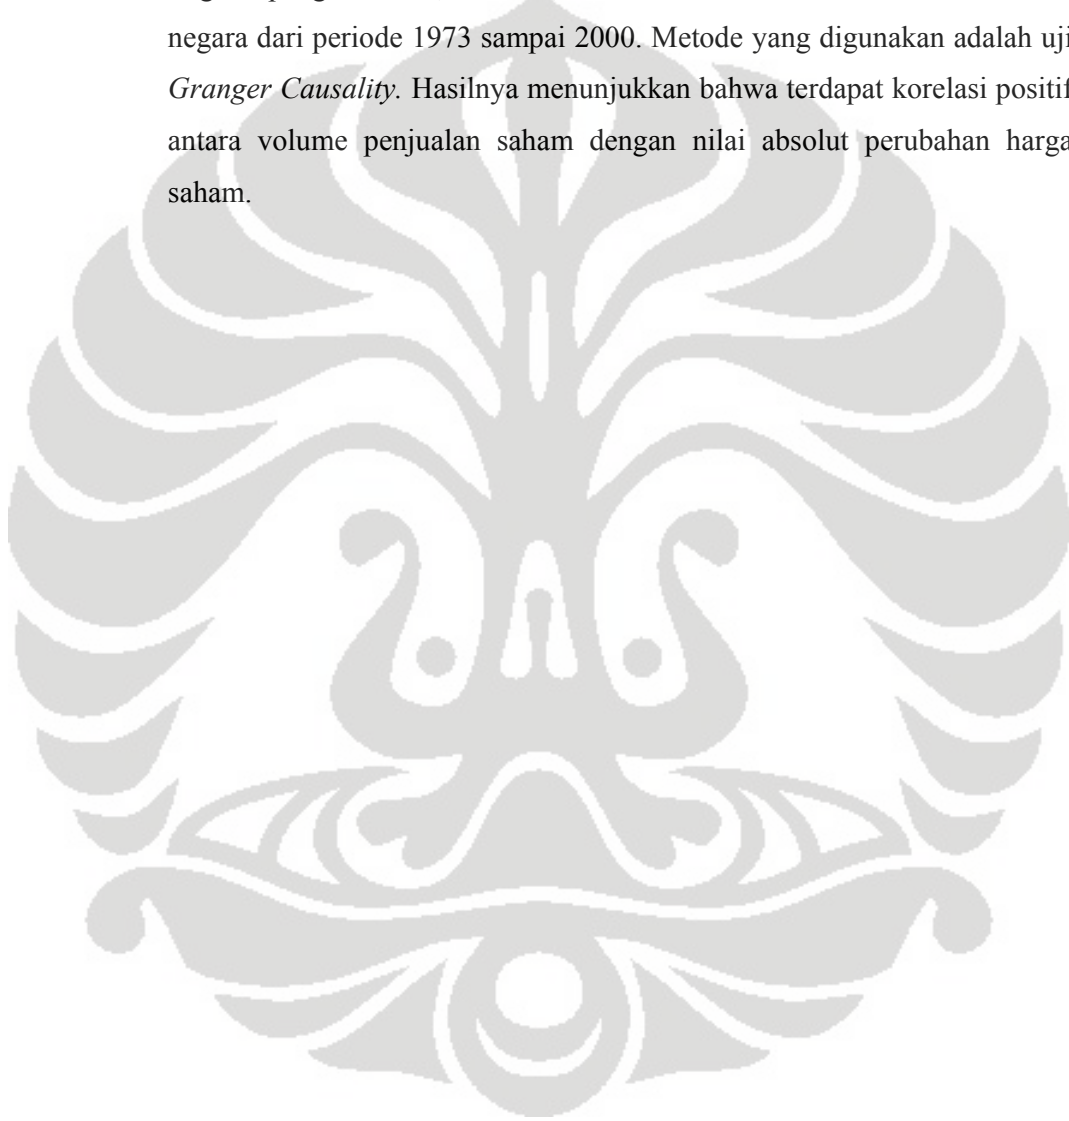 negara dari periode 1973 sampai 2000. Metode yang digunakan adalah uji
Granger Causality. Hasilnya menunjukkan bahwa terdapat korelasi positif
antara volume penjualan saham dengan nilai absolut perubahan harga
saham.